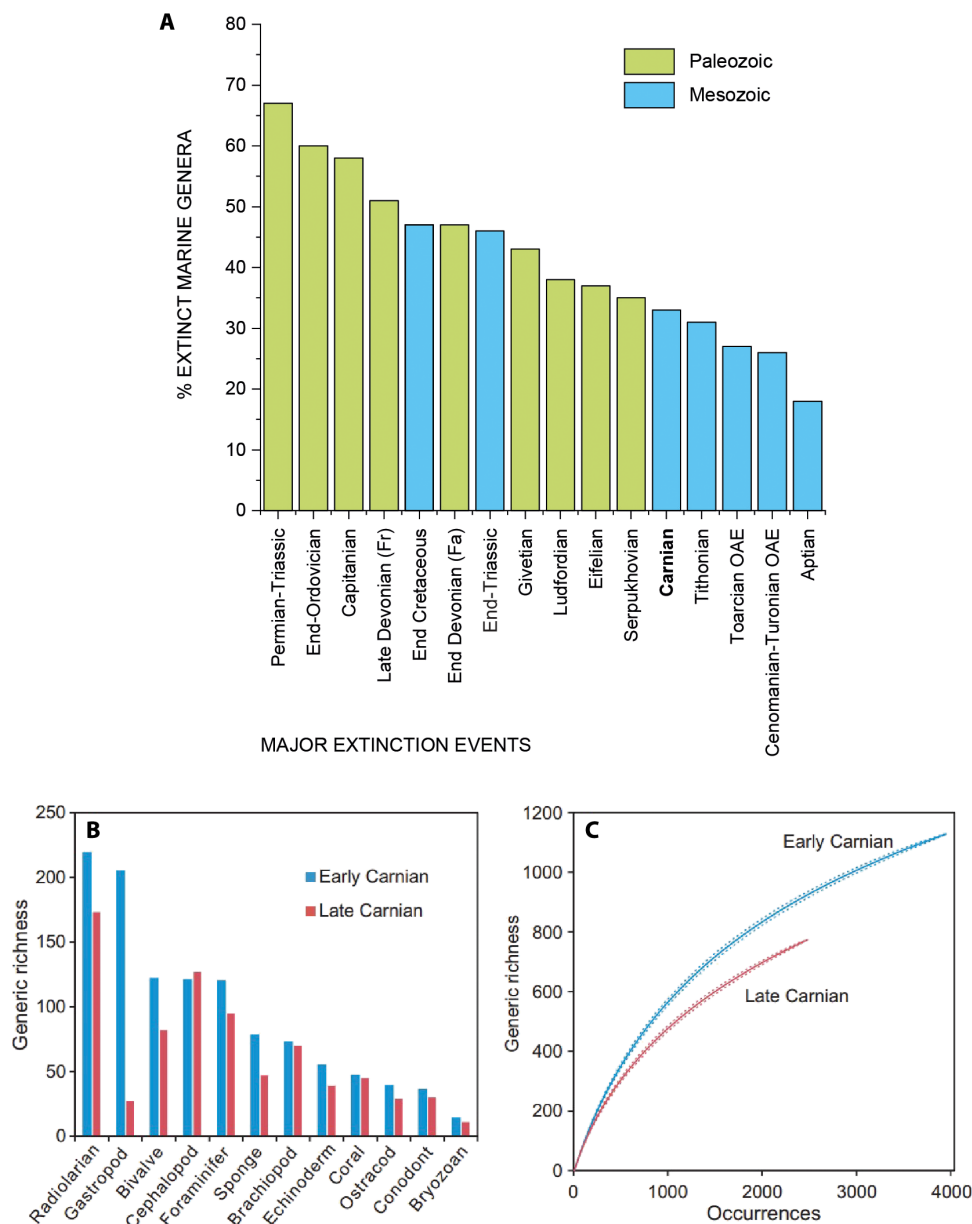 A
80
70
60
50
40
30
20
10
0
% EXTINCT MARINE GENERA
Paleozoic
Mesozoic
Permian-Triassic
End-Ordovician
Capitanian
Late Devonian (Fr)
End Cretaceous
End Devonian (Fa)
End-Triassic
Givetian
Ludfordian
Eifelian
Serpukhovian
Carnian
Tithonian
Toarcian OAE
Cenomanian-Turonian OAE
Aptian
MAJOR EXTINCTION EVENTS
B
250
200
150
100
50
0
Generic richness
Early Carnian
Late Carnian
Radiolarian
Gastropod
Bivalve
Cephalopod
Foraminifer
Sponge
Brachiopod
Echinoderm
Coral
Ostracod
Conodont
Bryozoan
C
1200
1000
800
600
400
200
0
Generic richness
Early Carnian
Late Carnian
0
1000
2000
3000
4000
Occurrences